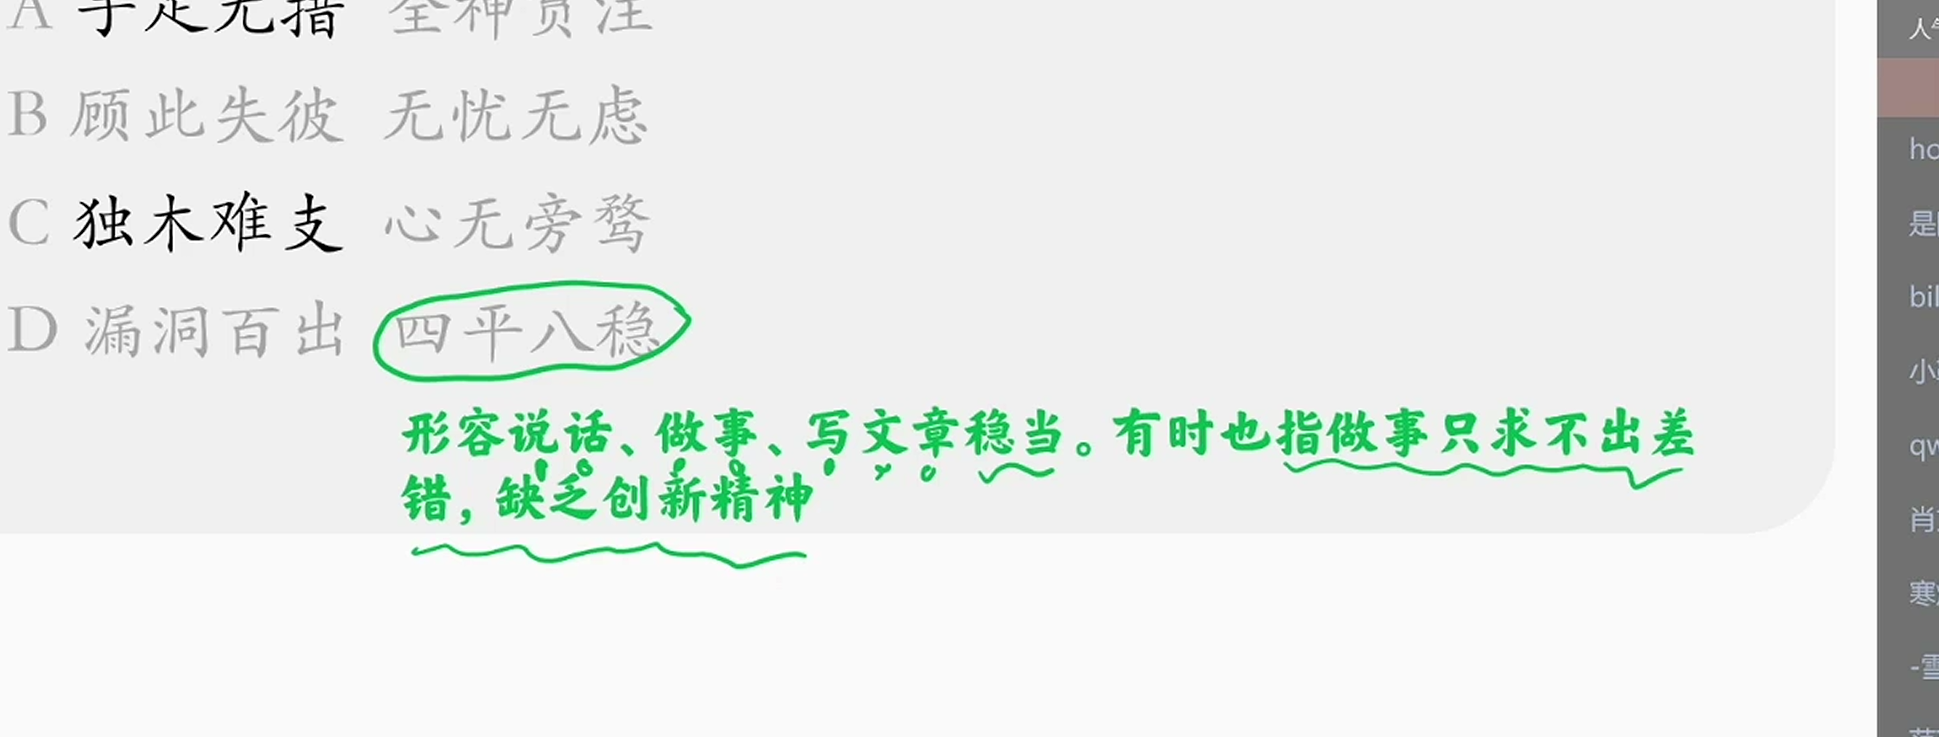 A 手足无措 全神贯注
B 顾此失彼 无忧无虑
C 独木难支 心无旁骛
D 漏洞百出 四平八稳
形容说话、做事、写文章稳当。有时也指做事只求不出差
错，缺乏创新精神
人
ho
是
bil
小
qw
肖
寒
-雪